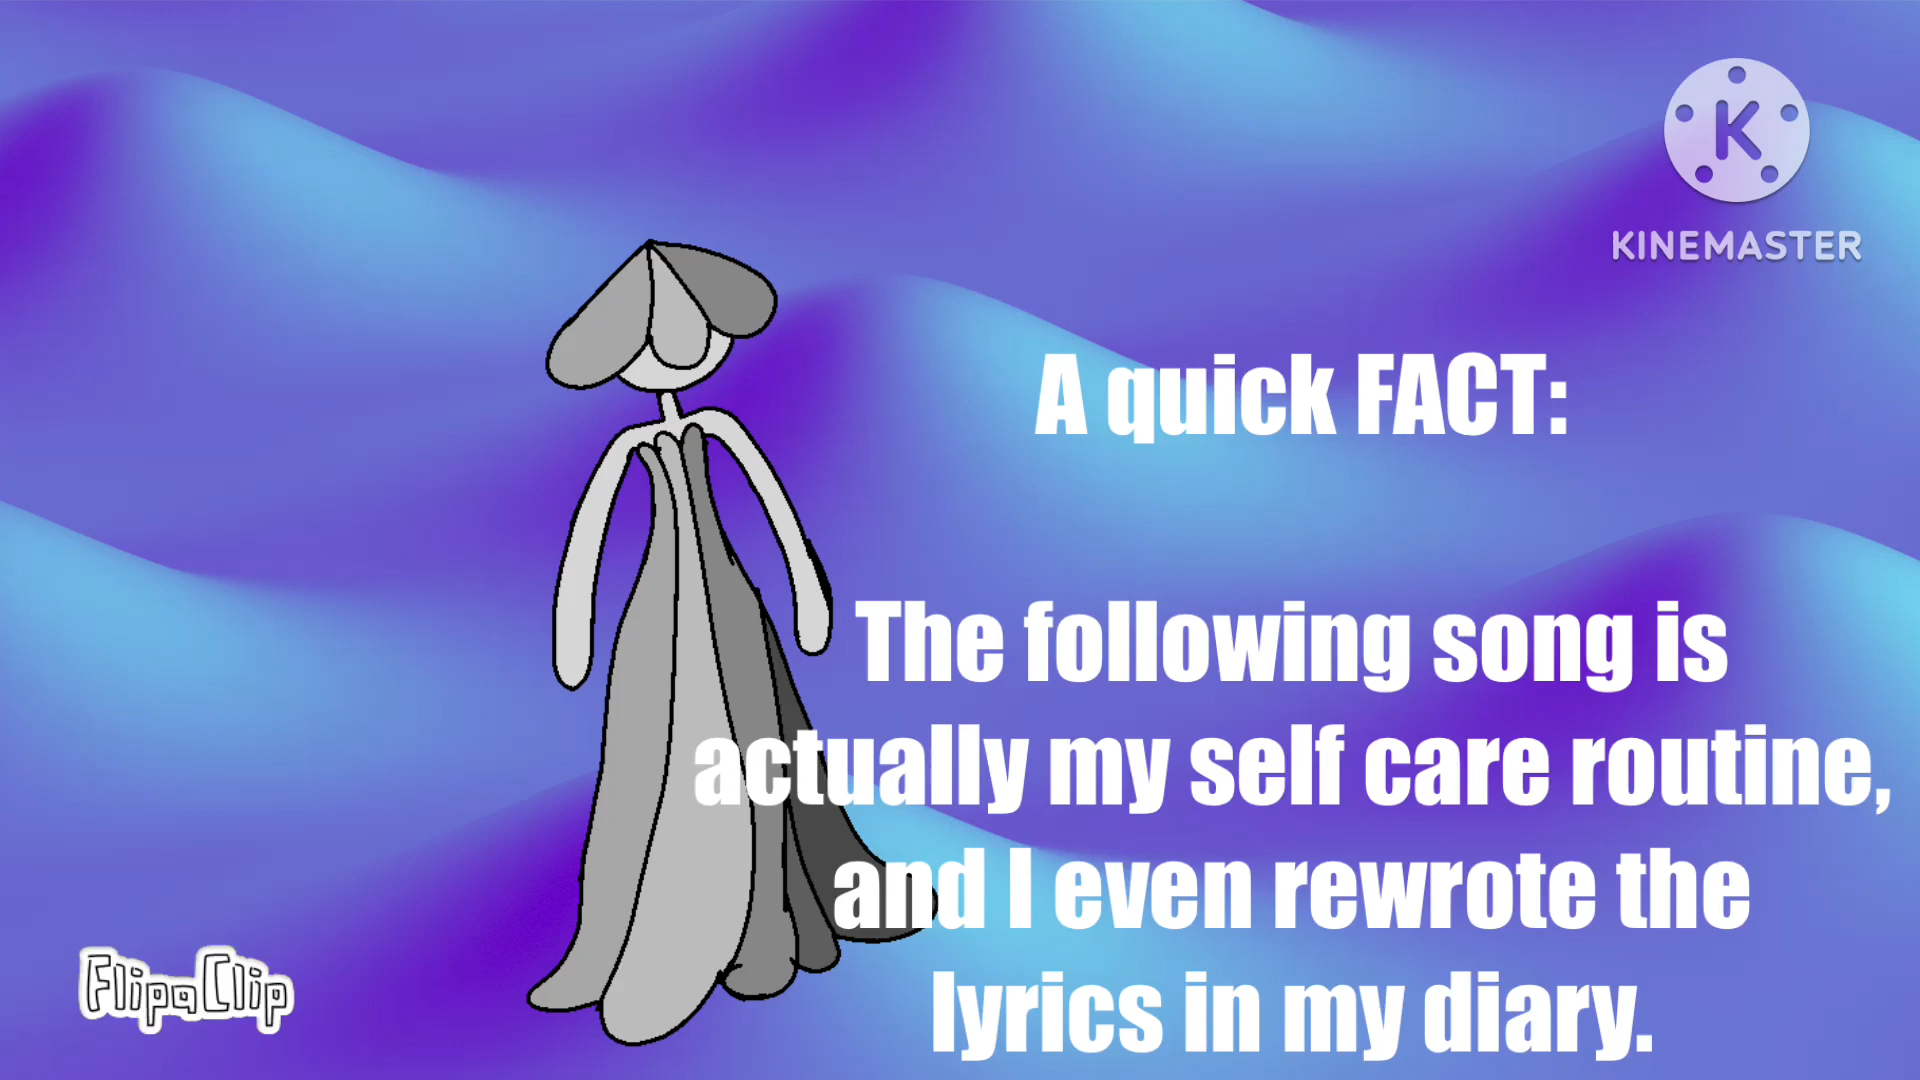 K
KINEMASTER
A quick FACT:
The following song is
actually my self care routine,
and I even rewrote the
lyrics in my diary.
FlipaClip